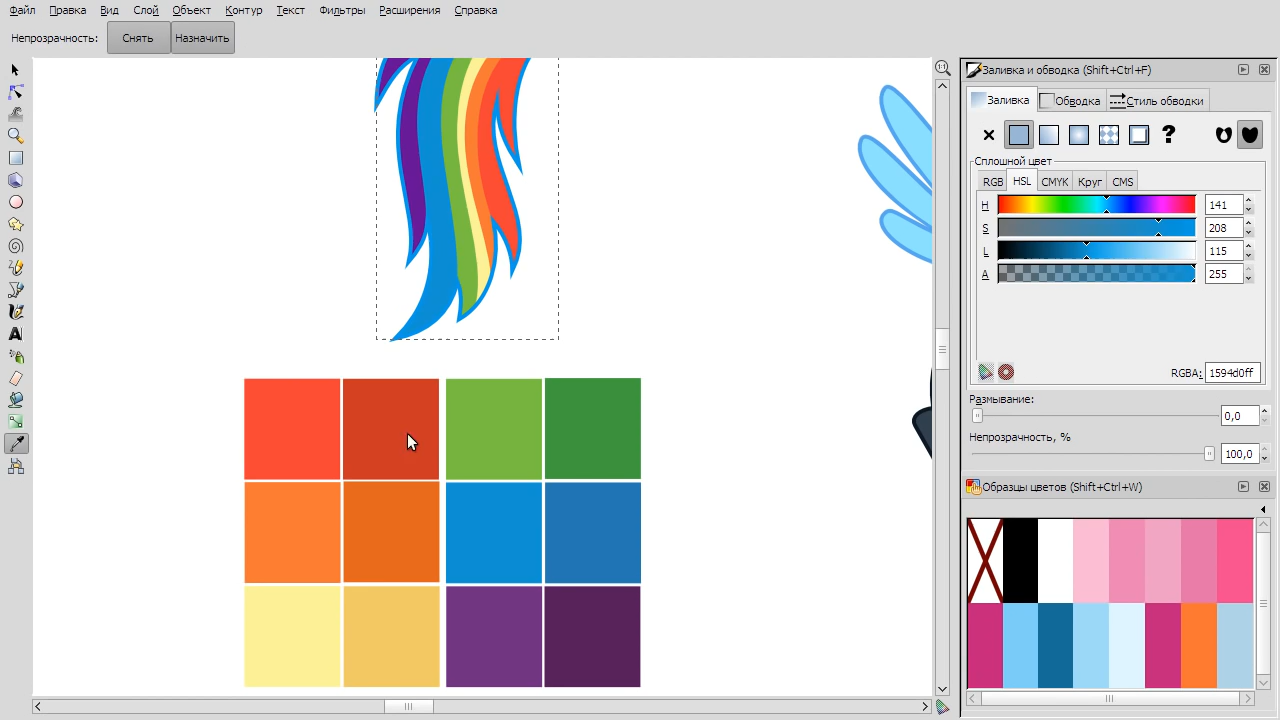 Файл Правка Вид Слой Объект Контур Текст Фильтры Расширения Справка
Непрозрачность: Снять Назначить
1:1
Заливка и обводка (Shift+Ctrl+F)
Заливка Обводка Стиль обводки
?
Сплошной цвет
RGB HSL CMYK Круг CMS
H 141
S 208
L 115
A 255
RGBA: 1594d0ff
Размывание:
0,0
Непрозрачность, %
100,0
Образцы цветов (Shift+Ctrl+W)